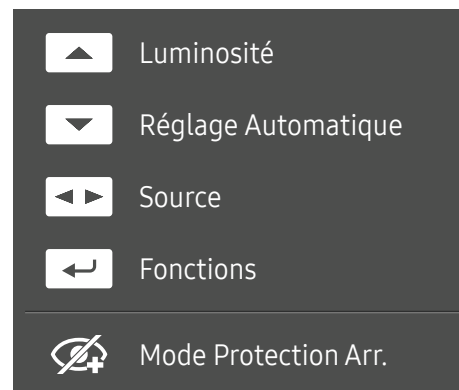 Luminosité
Réglage Automatique
Source
Fonctions
Mode Protection Arr.